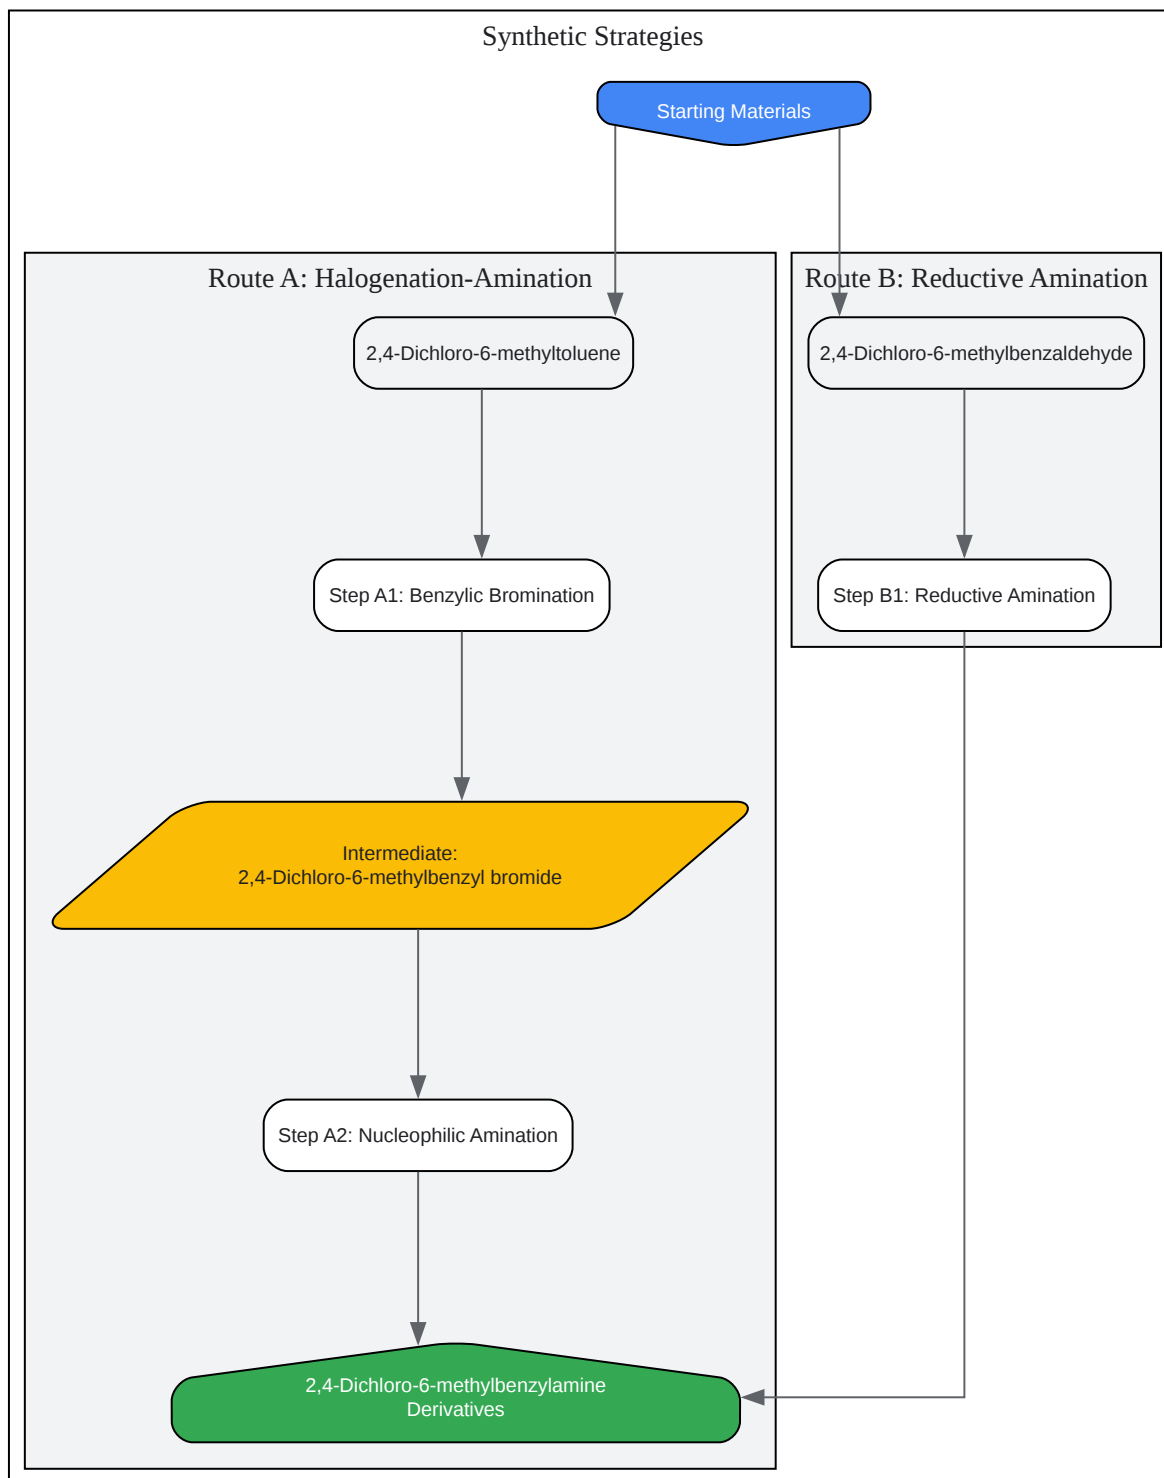 Synthetic Strategies
Starting Materials
Route A: Halogenation-Amination
Route B: Reductive Amination
2,4-Dichloro-6-methyltoluene
2,4-Dichloro-6-methylbenzaldehyde
Step A1: Benzylic Bromination
Step B1: Reductive Amination
Intermediate:
2,4-Dichloro-6-methylbenzyl bromide
Step A2: Nucleophilic Amination
2,4-Dichloro-6-methylbenzylamine
Derivatives